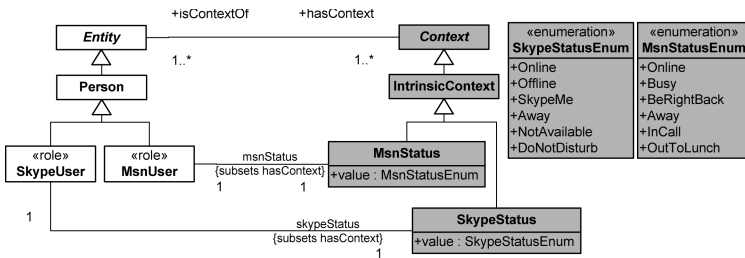 +isContextOf
+hasContext
Entity
Context
1..*
1..*
Person
IntrinsicContext
«role»
SkypeUser
«role»
MsnUser
msnStatus
{subsets hasContext}
1
1
MsnStatus
+value : MsnStatusEnum
1
skypeStatus
{subsets hasContext}
1
SkypeStatus
+value : SkypeStatusEnum
«enumeration»
SkypeStatusEnum
+Online
+Offline
+SkypeMe
+Away
+NotAvailable
+DoNotDisturb
«enumeration»
MsnStatusEnum
+Online
+Busy
+BeRightBack
+Away
+InCall
+OutToLunch